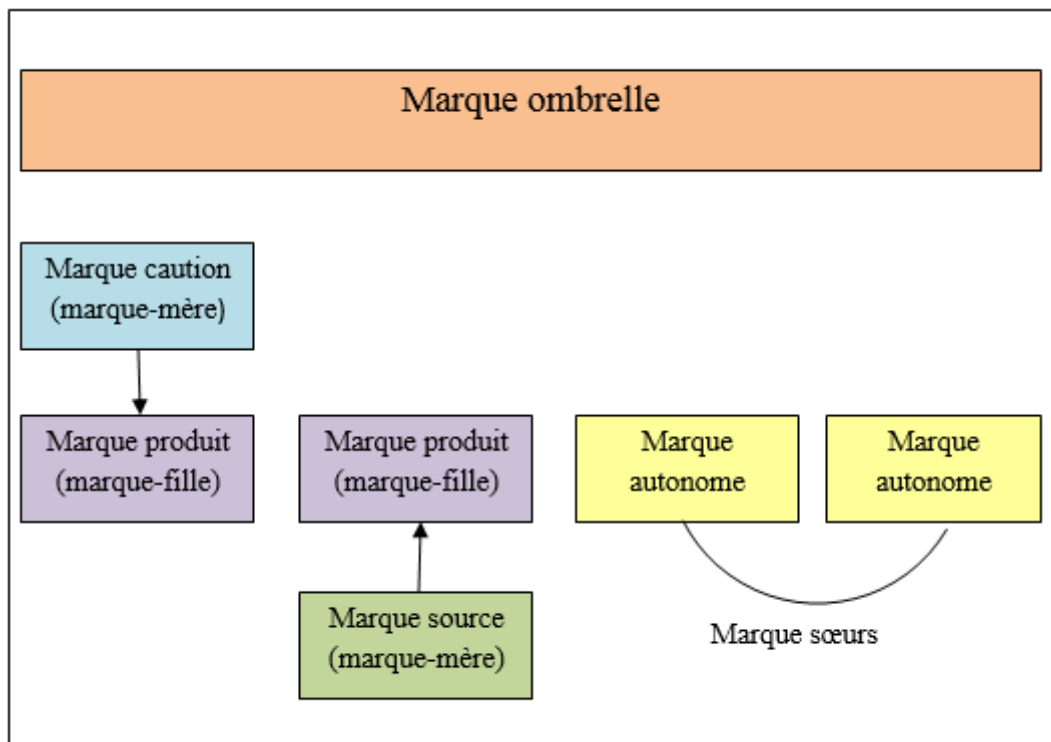 Marque ombrelle
Marque caution
(marque-mère)
Marque produit
(marque-fille)
Marque produit
(marque-fille)
Marque
autonome
Marque
autonome
Marque source
(marque-mère)
Marque sœurs